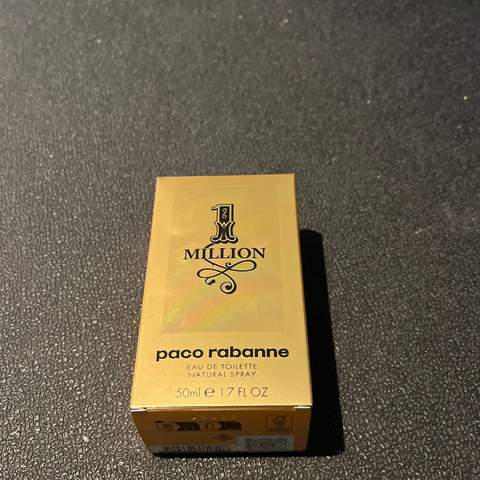 1
MILLION
paco rabanne
EAU DE TOILETTE
NATURAL SPRAY
50ml ℮ 1.7 FL OZ